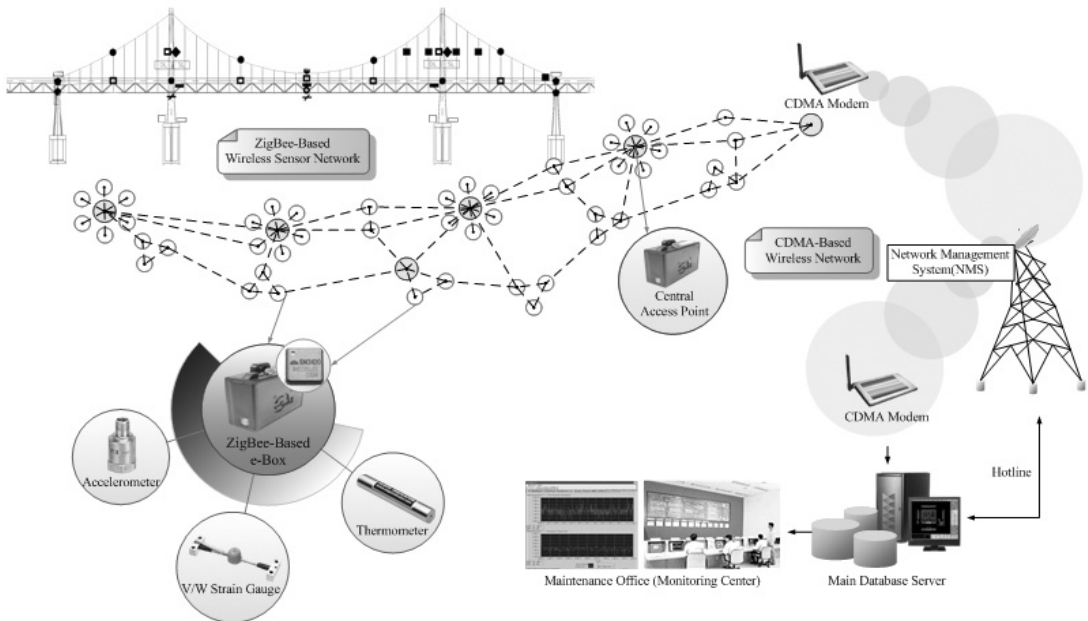 CDMA Modem
ZigBee-Based
Wireless Sensor Network
CDMA-Based
Wireless Network
Network Management
System(NMS)
Central
Access Point
CDMA Modem
ZigBee-Based
e-Box
Accelerometer
Thermometer
V/W Strain Gauge
Hotline
Maintenance Office (Monitoring Center)
Main Database Server